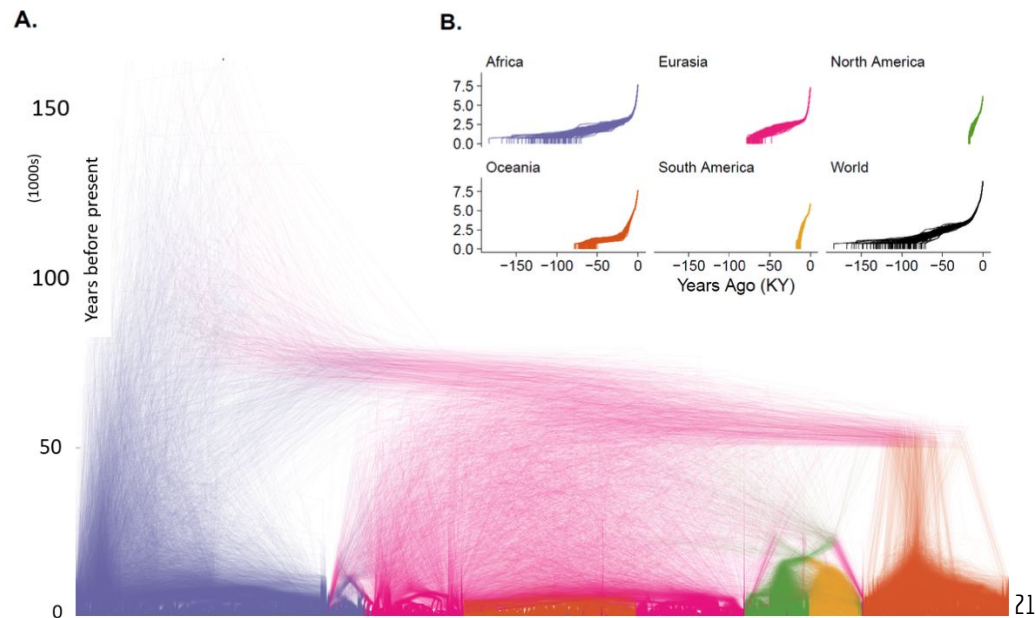 A.
150
100
50
0
Years before present
(1000s)
B.
Africa
Eurasia
North America
7.5
5.0
2.5
0.0
Oceania
South America
World
7.5
5.0
2.5
0.0
−150 −100 −50 0
−150 −100 −50 0
−150 −100 −50 0
Years Ago (KY)
21